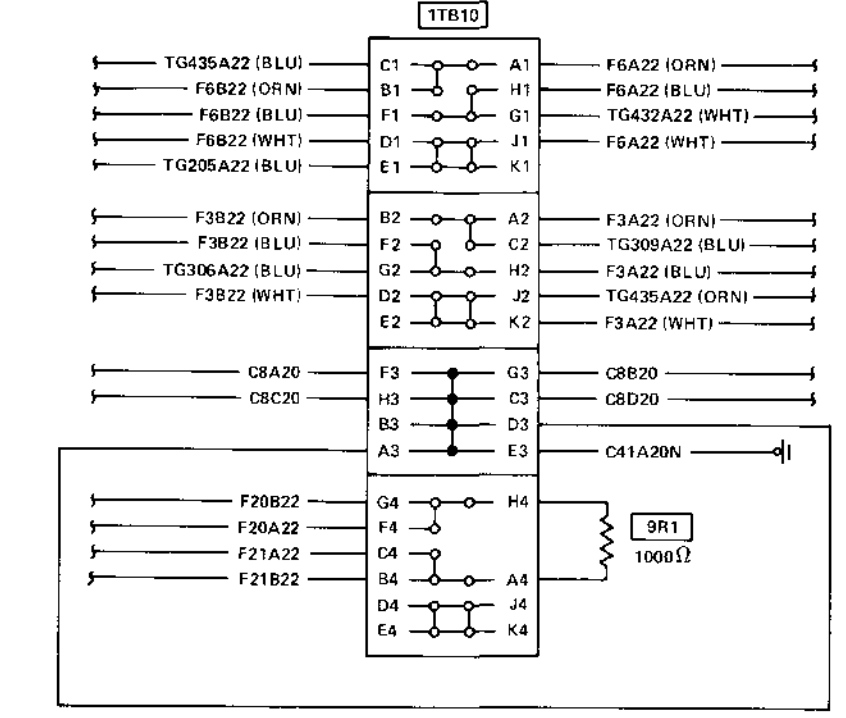 1TB10
TG435A22 (BLU) C1 A1 F6A22 (ORN)
F6B22 (ORN) B1 H1 F6A22 (BLU)
F6B22 (BLU) F1 G1 TG432A22 (WHT)
F6B22 (WHT) D1 J1 F6A22 (WHT)
TG205A22 (BLU) E1 K1
F3B22 (ORN) B2 A2 F3A22 (ORN)
F3B22 (BLU) F2 C2 TG309A22 (BLU)
TG306A22 (BLU) G2 H2 F3A22 (BLU)
F3B22 (WHT) D2 J2 TG435A22 (ORN)
E2 K2 F3A22 (WHT)
C8A20 F3 G3 C8B20
C8C20 H3 C3 C8D20
B3 D3
A3 E3 C41A20N
F20B22 G4 H4
F20A22 F4
9R1
F21A22 C4 1000Ω
F21B22 B4 A4
D4 J4
E4 K4